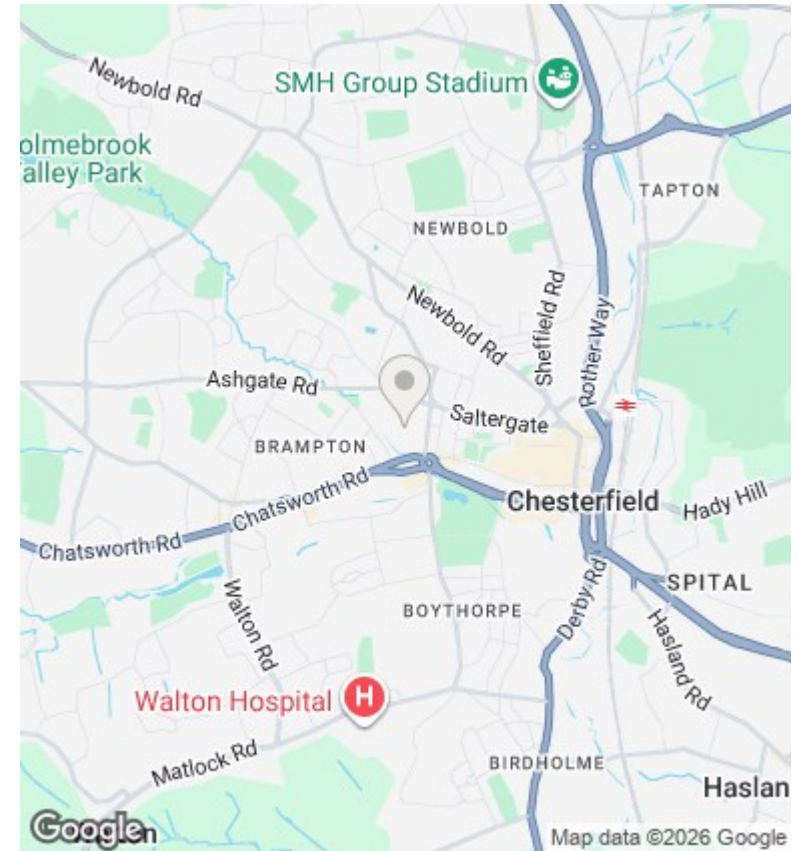 Newbold Rd
SMH Group Stadium
olmebrook
alley Park
TAPTON
NEWBOLD
Newbold Rd
Sheffield Rd
Rother Way
Ashgate Rd
Saltergate
BRAMPTON
Chatsworth Rd
Chesterfield
Hady Hill
Chatsworth Rd
Walton Rd
SPITAL
Derby Rd
BOYTHORPE
Hasland Rd
Walton Hospital
H
Matlock Rd
BIRDHOLME
Haslan
Google
Map data ©2026 Google